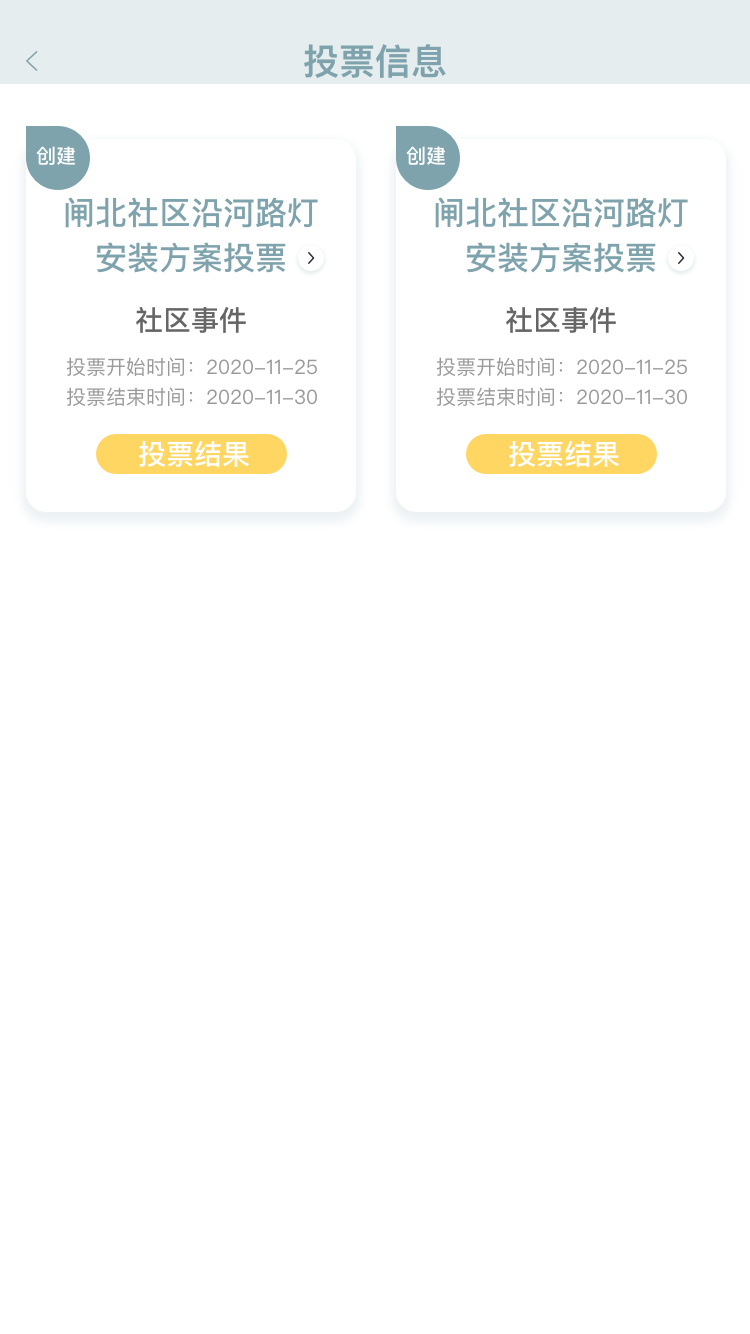 投票信息
创建
闸北社区沿河路灯
安装方案投票
社区事件
投票开始时间：2020-11-25
投票结束时间：2020-11-30
投票结果
创建
闸北社区沿河路灯
安装方案投票
社区事件
投票开始时间：2020-11-25
投票结束时间：2020-11-30
投票结果